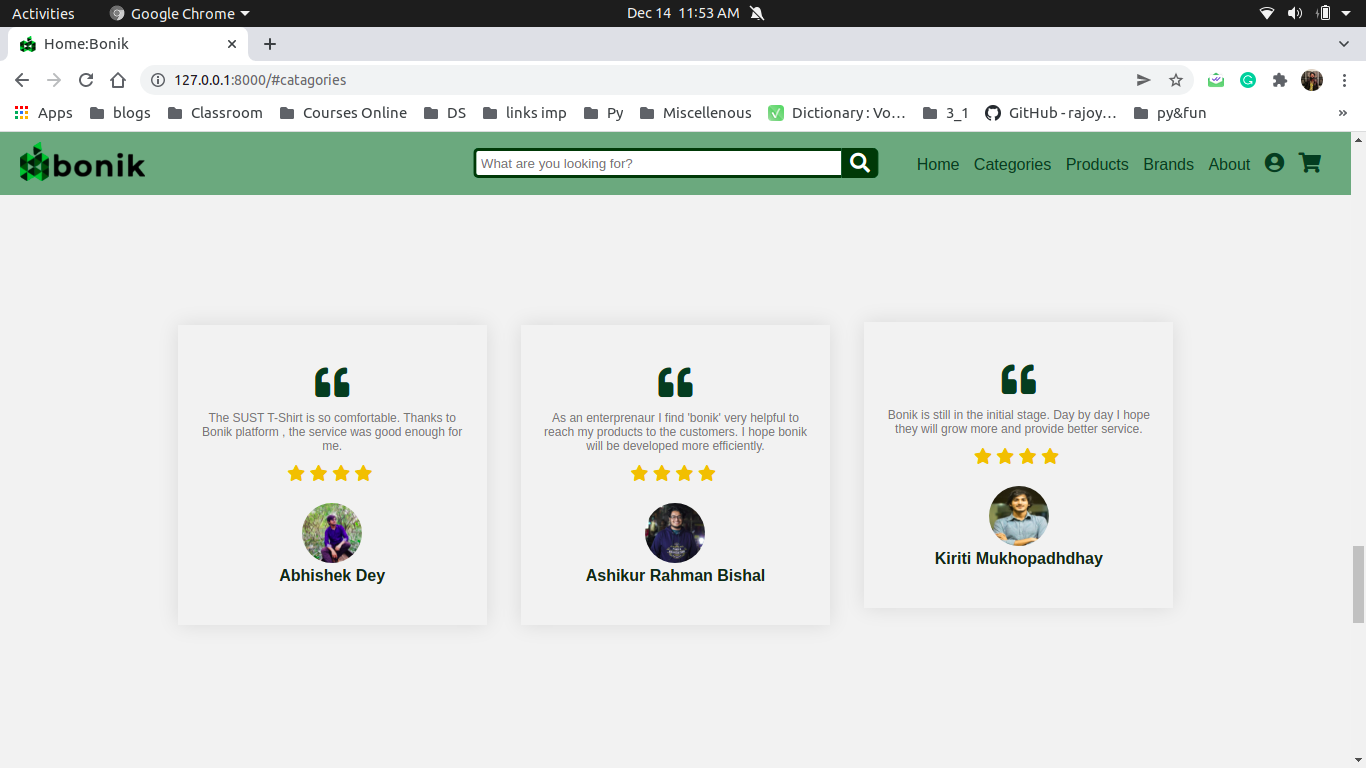 Activities
Google Chrome
Dec 14 11:53 AM
Home:Bonik
127.0.0.1:8000/#catagories
Apps
blogs
Classroom
Courses Online
DS
links imp
Py
Miscellenous
Dictionary : Vo…
3_1
GitHub - rajoy…
py&fun
»
bonik
What are you looking for?
Home
Categories
Products
Brands
About
The SUST T-Shirt is so comfortable. Thanks to
Bonik platform , the service was good enough for
me.
Abhishek Dey
As an enterprenaur I find 'bonik' very helpful to
reach my products to the customers. I hope bonik
will be developed more efficiently.
Ashikur Rahman Bishal
Bonik is still in the initial stage. Day by day I hope
they will grow more and provide better service.
Kiriti Mukhopadhdhay